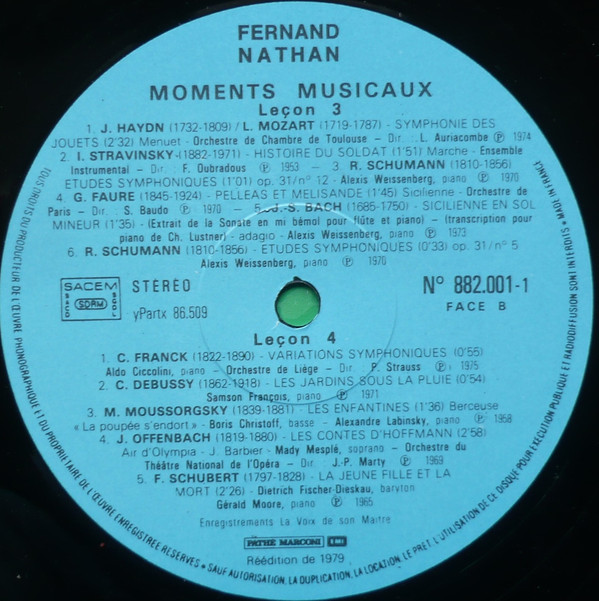 FERNAND
NATHAN
MOMENTS MUSICAUX
Leçon 3
1. J. HAYDN (1732-1809) / L. MOZART (1719-1787) - SYMPHONIE DES
JOUETS (2'32) Menuet - Orchestre de Chambre de Toulouse - Dir. : L. Auriacombe Ⓟ 1974
2. I. STRAVINSKY (1882-1971) - HISTOIRE DU SOLDAT (1'51) Marche - Ensemble
Instrumental - Dir. : F. Oubradous Ⓟ 1953 - 3. R. SCHUMANN (1810-1856)
ETUDES SYMPHONIQUES (1'01) op. 31/n° 12 - Alexis Weissenberg, piano Ⓟ 1970
4. G. FAURE (1845-1924) - PELLEAS ET MELISANDE (1'45) Sicilienne - Orchestre de
Paris - Dir. : S. Baudo Ⓟ 1970 - 5. J.-S. BACH (1685-1750) - SICILIENNE EN SOL
MINEUR (1'35) - (Extrait de la Sonate en mi bémol pour flûte et piano) - (transcription pour
piano de Ch. Lustner) - adagio - Alexis Weissenberg, piano Ⓟ 1973
6. R. SCHUMANN (1810-1856) - ETUDES SYMPHONIQUES (0'33) op. 31/n° 5
Alexis Weissenberg, piano Ⓟ 1970
SACEM
SACD
SDRM
SGDL
STEREO
yPartx 86.509
N° 882.001-1
FACE B
Leçon 4
1. C. FRANCK (1822-1890) - VARIATIONS SYMPHONIQUES (0'55)
Aldo Ciccolini, piano - Orchestre de Liège - Dir. : P. Strauss Ⓟ 1975
2. C. DEBUSSY (1862-1918) - LES JARDINS SOUS LA PLUIE (0'54)
Samson François, piano Ⓟ 1971
3. M. MOUSSORGSKY (1839-1881) - LES ENFANTINES (1'36) Berceuse
« La poupée s'endort » - Boris Christoff, basse - Alexandre Labinsky, piano Ⓟ 1958
4. J. OFFENBACH (1819-1880) - LES CONTES D'HOFFMANN (2'58)
Air d'Olympia - J. Barbier - Mady Mesplé, soprano - Orchestre du
Théâtre National de l'Opéra - Dir. : J.-P. Marty Ⓟ 1969
5. F. SCHUBERT (1797-1828) - LA JEUNE FILLE ET LA
MORT (2'26) - Dietrich Fischer-Dieskau, baryton
Gérald Moore, piano Ⓟ 1965
Enregistrements La Voix de son Maître
PATHÉ MARCONI EMI
Réédition de 1979
TOUS DROITS DU PRODUCTEUR DE L'ŒUVRE PHONOGRAPHIQUE ET DU PROPRIETAIRE DE L'ŒUVRE ENREGISTREE RESERVES • SAUF AUTORISATION, LA DUPLICATION, LA LOCATION, LE PRÊT, L'UTILISATION DE CE DISQUE POUR EXECUTION PUBLIQUE ET RADIODIFFUSION SONT INTERDITS • MADE IN FRANCE